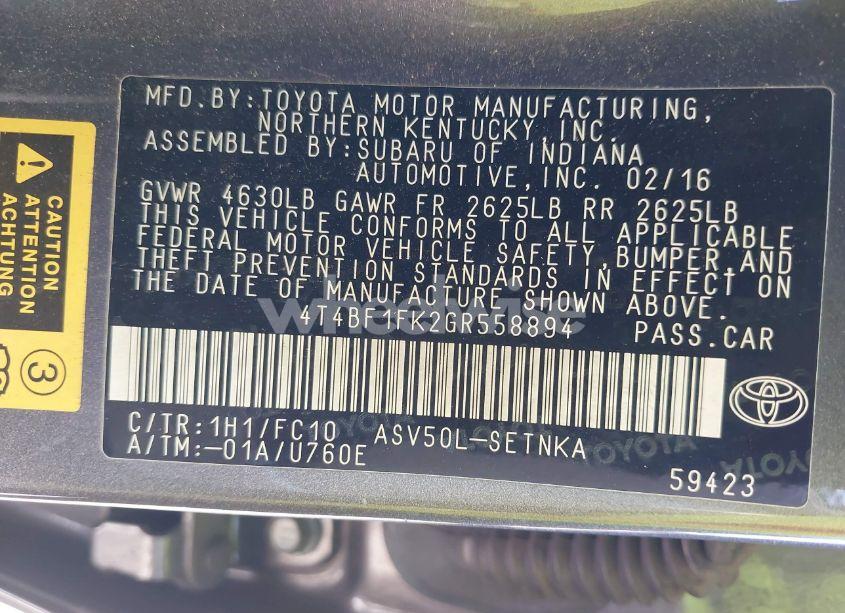 MFD.BY:TOYOTA MOTOR MANUFACTURING,
NORTHERN KENTUCKY, INC.
ASSEMBLED BY:SUBARU OF INDIANA
AUTOMOTIVE,INC. 02/16
GVWR 4630LB GAWR FR 2625LB RR 2625LB
THIS VEHICLE CONFORMS TO ALL APPLICABLE
FEDERAL MOTOR VEHICLE SAFETY,BUMPER,AND
THEFT PREVENTION STANDARDS IN EFFECT ON
THE DATE OF MANUFACTURE SHOWN ABOVE.
4T4BF1FK2GR558894 PASS.CAR
C/TR:1H1/FC10 ASV50L-SETNKA
A/TM:-01A/U760E
59423
TOYOTA
TOYOTA
CAUTION
ATTENTION
ACHTUNG
3
wheelwise